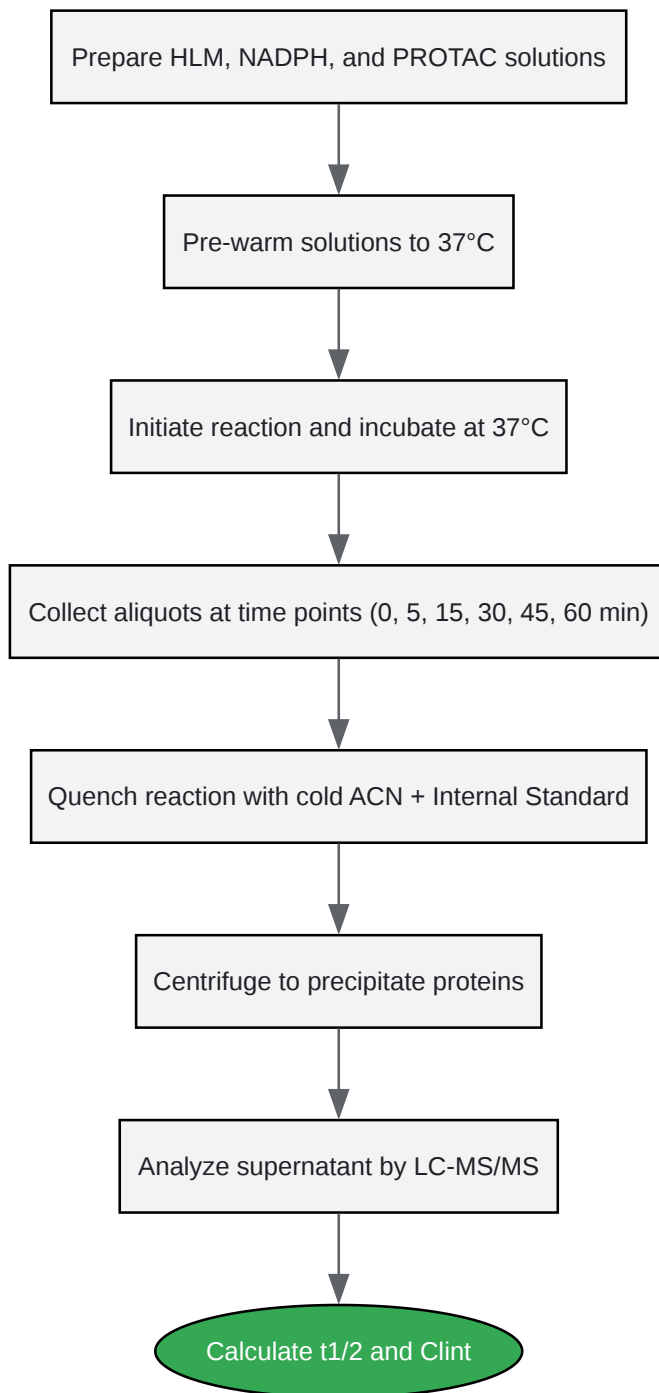 Prepare HLM, NADPH, and PROTAC solutions
Pre-warm solutions to 37°C
Initiate reaction and incubate at 37°C
Collect aliquots at time points (0, 5, 15, 30, 45, 60 min)
Quench reaction with cold ACN + Internal Standard
Centrifuge to precipitate proteins
Analyze supernatant by LC-MS/MS
Calculate t1/2 and Clint